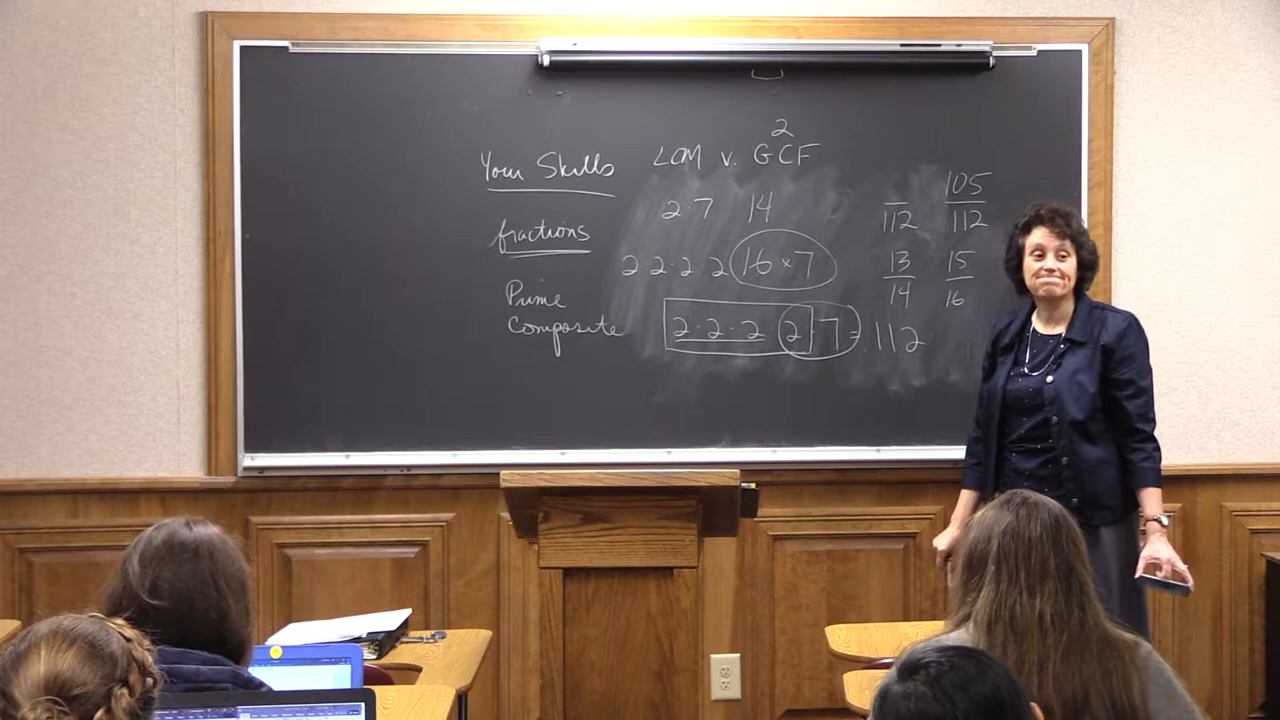 2
Your Skills LCM v. GCF
2·7 14
fractions
2·2·2·2 16×7
Prime
Composite 2·2·2·2·7=112
105
112 112
13 15
14 16